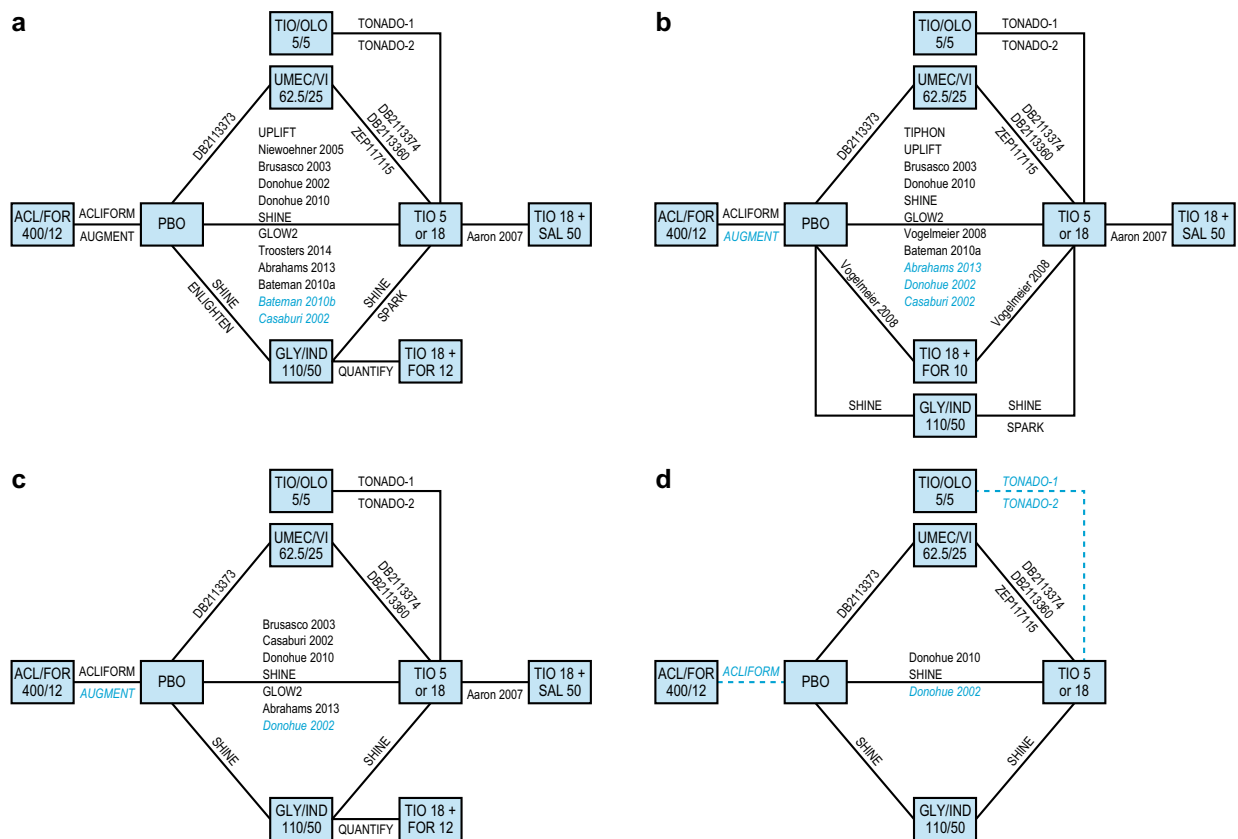 a
TIO/OLO
5/5
TONADO-1
TONADO-2
UMEC/VI
62.5/25
DB2113373
DB2113374
DB2113360
ZEP117115
UPLIFT
Niewoehner 2005
Brusasco 2003
Donohue 2002
Donohue 2010
SHINE
GLOW2
Troosters 2014
Abrahams 2013
Bateman 2010a
Bateman 2010b
Casaburi 2002
ACL/FOR
400/12
ACLIFORM
AUGMENT
PBO
TIO 5
or 18
Aaron 2007
TIO 18 +
SAL 50
SHINE
ENLIGHTEN
SHINE
SPARK
GLY/IND
110/50
QUANTIFY
TIO 18 +
FOR 12
b
TIO/OLO
5/5
TONADO-1
TONADO-2
UMEC/VI
62.5/25
DB2113373
DB2113374
DB2113360
ZEP117115
TIPHON
UPLIFT
Brusasco 2003
Donohue 2010
SHINE
GLOW2
Vogelmeier 2008
Bateman 2010a
Abrahams 2013
Donohue 2002
Casaburi 2002
ACL/FOR
400/12
ACLIFORM
AUGMENT
PBO
TIO 5
or 18
Aaron 2007
TIO 18 +
SAL 50
Vogelmeier 2008
Vogelmeier 2008
TIO 18 +
FOR 10
SHINE
GLY/IND
110/50
SHINE
SPARK
c
TIO/OLO
5/5
TONADO-1
TONADO-2
UMEC/VI
62.5/25
DB2113373
DB2113374
DB2113360
Brusasco 2003
Casaburi 2002
Donohue 2010
SHINE
GLOW2
Abrahams 2013
Donohue 2002
ACL/FOR
400/12
ACLIFORM
AUGMENT
PBO
TIO 5
or 18
Aaron 2007
TIO 18 +
SAL 50
SHINE
SHINE
GLY/IND
110/50
QUANTIFY
TIO 18 +
FOR 12
d
TIO/OLO
5/5
TONADO-1
TONADO-2
UMEC/VI
62.5/25
DB2113373
DB2113374
DB2113360
ZEP117115
Donohue 2010
SHINE
Donohue 2002
ACL/FOR
400/12
ACLIFORM
PBO
TIO 5
or 18
SHINE
SHINE
GLY/IND
110/50